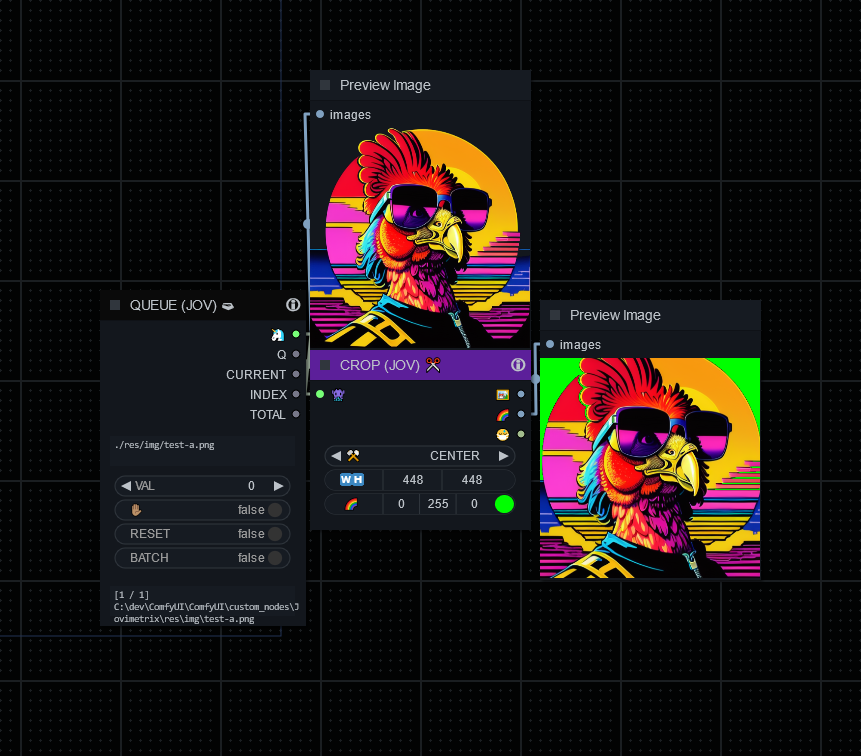 Preview Image
images
QUEUE (JOV)
Q
CURRENT
INDEX
TOTAL
./res/img/test-a.png
VAL 0
false
RESET false
BATCH false
[1 / 1]
C:\dev\ComfyUI\ComfyUI\custom_nodes\J
ovimetrix\res\img\test-a.png
CROP (JOV)
CENTER
WH 448 448
0 255 0
Preview Image
images